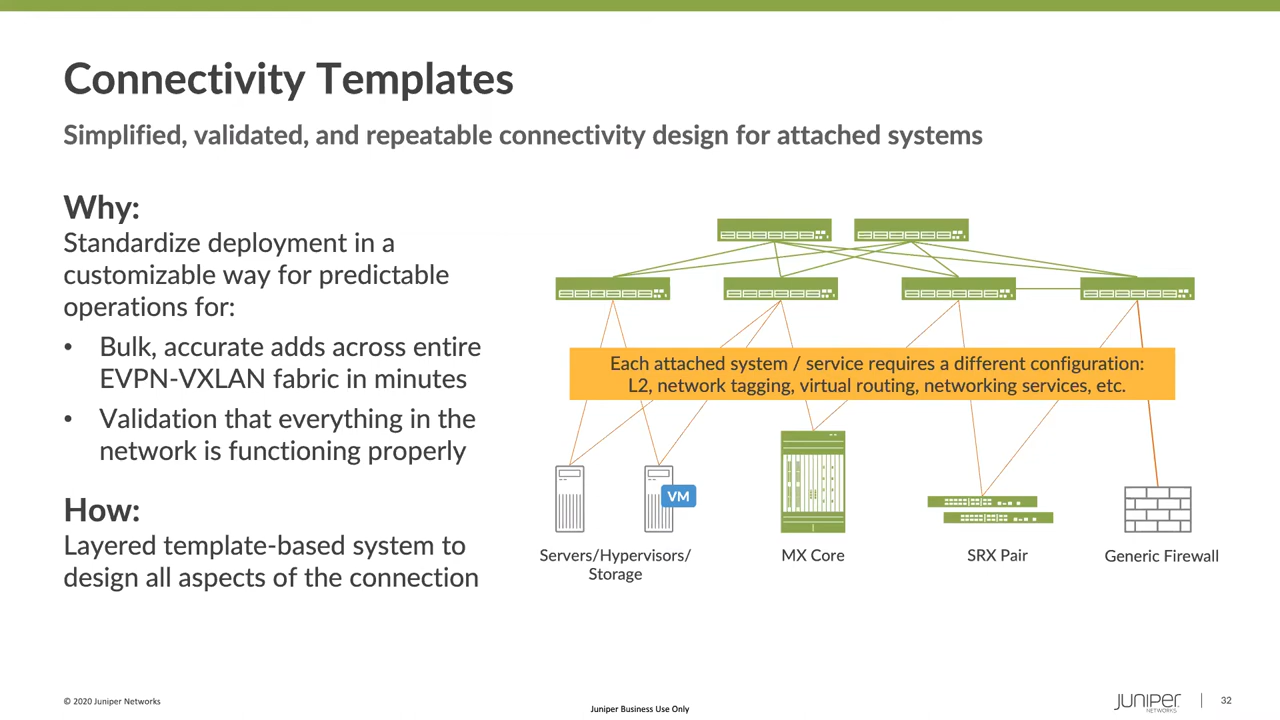 Connectivity Templates
Simplified, validated, and repeatable connectivity design for attached systems
Why:
Standardize deployment in a
customizable way for predictable
operations for:
• Bulk, accurate adds across entire
EVPN-VXLAN fabric in minutes
• Validation that everything in the
network is functioning properly
How:
Layered template-based system to
design all aspects of the connection
Each attached system / service requires a different configuration:
L2, network tagging, virtual routing, networking services, etc.
VM
Servers/Hypervisors/
Storage
MX Core
SRX Pair
Generic Firewall
© 2020 Juniper Networks
Juniper Business Use Only
JUNIPER
NETWORKS
32